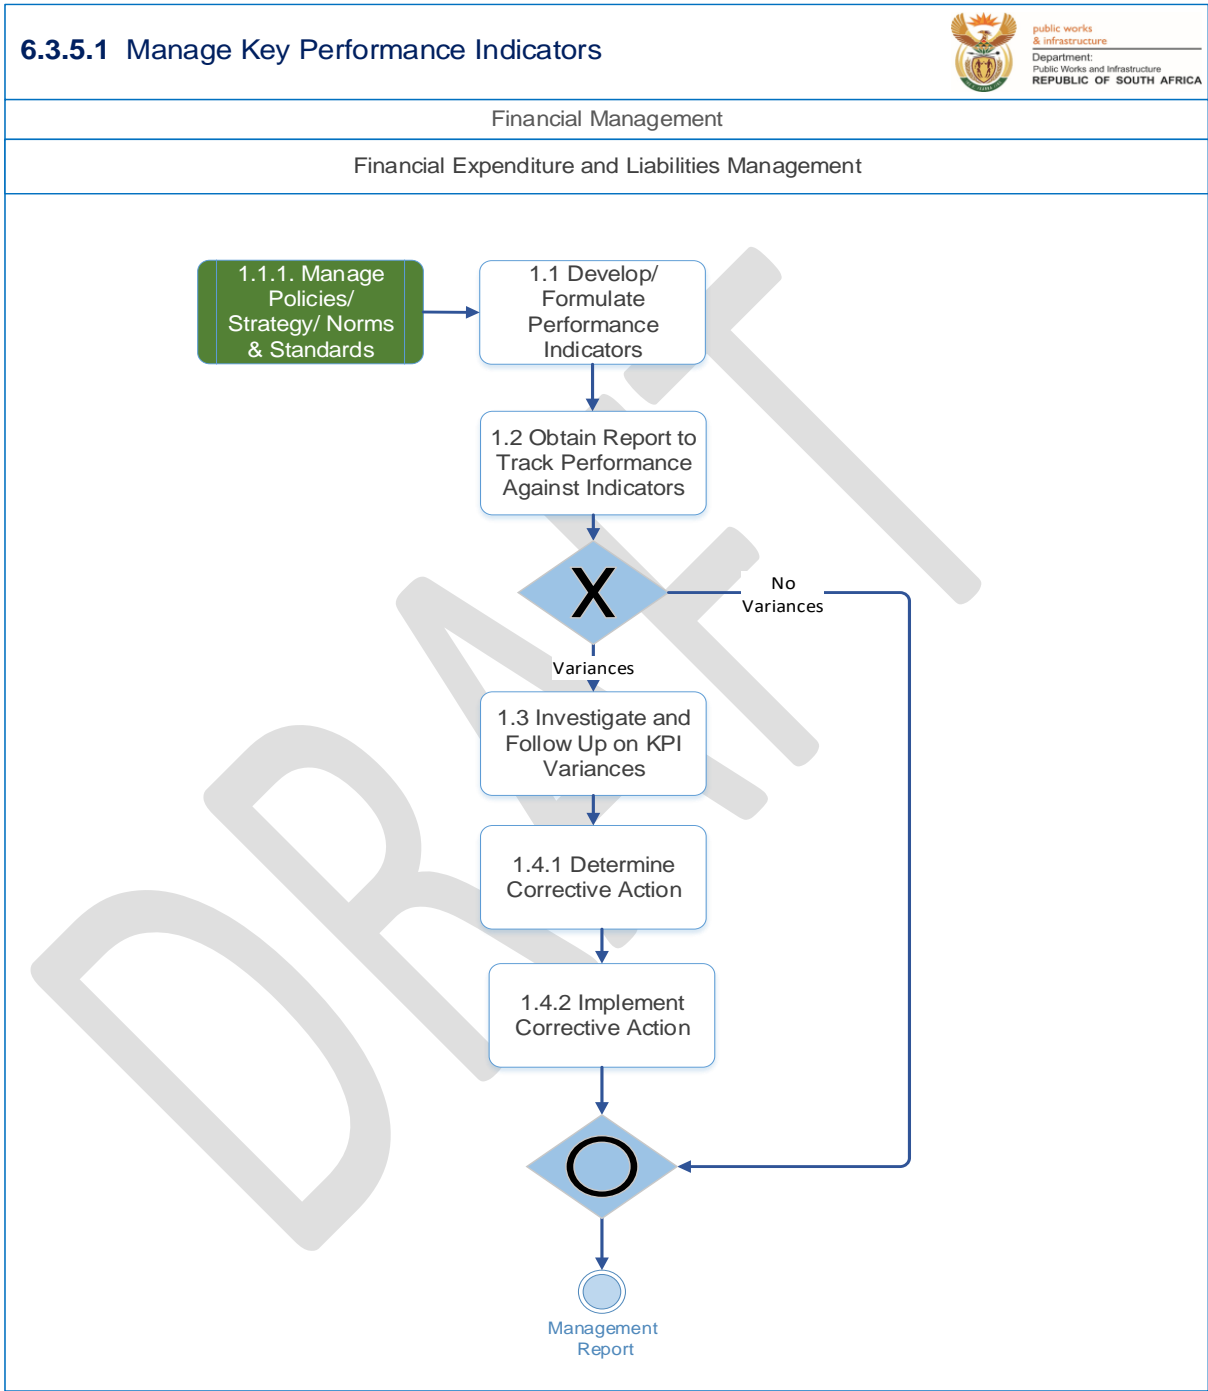 6.3.5.1 Manage Key Performance Indicators
public works
& infrastructure
Department:
Public Works and Infrastructure
REPUBLIC OF SOUTH AFRICA
Financial Management
Financial Expenditure and Liabilities Management
1.1.1. Manage
Policies/
Strategy/ Norms
& Standards
1.1 Develop/
Formulate
Performance
Indicators
1.2 Obtain Report to
Track Performance
Against Indicators
X
No
Variances
Variances
1.3 Investigate and
Follow Up on KPI
Variances
1.4.1 Determine
Corrective Action
1.4.2 Implement
Corrective Action
Management
Report
DRAFT